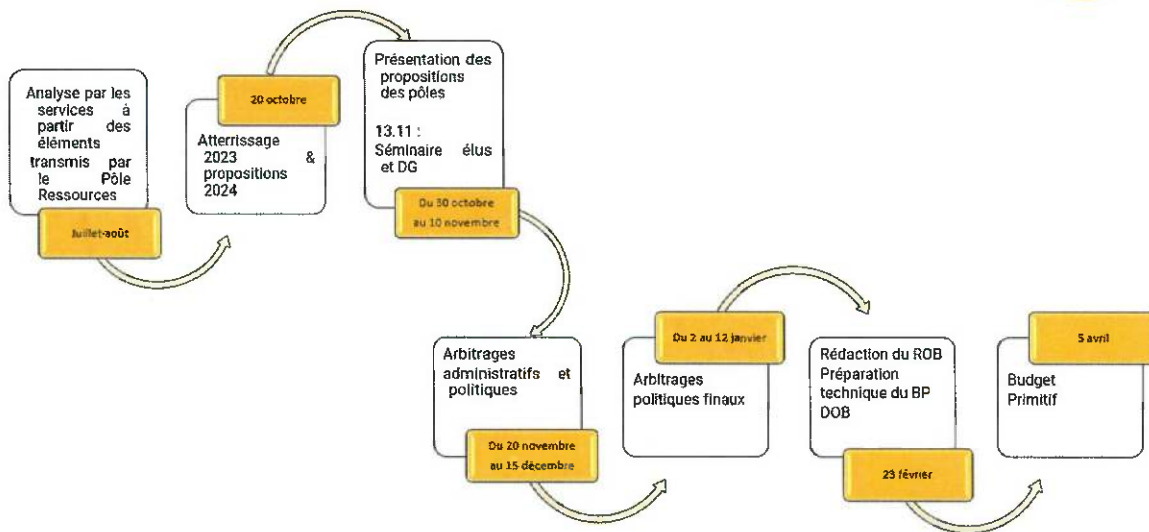 Analyse par les
services à
partir des
éléments
transmis par
le Pôle
Ressources
Juillet-août
20 octobre
Atterrissage
2023 &
propositions
2024
Présentation des
propositions
des pôles
13.11 :
Séminaire élus
et DG
Du 30 octobre
au 10 novembre
Arbitrages
administratifs et
politiques
Du 20 novembre
au 15 décembre
Du 2 au 12 janvier
Arbitrages
politiques finaux
Rédaction du ROB
Préparation
technique du BP
DOB
23 février
5 avril
Budget
Primitif